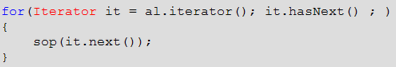 for(Iterator it = al.iterator(); it.hasNext() ; )
{
    sop(it.next());
}